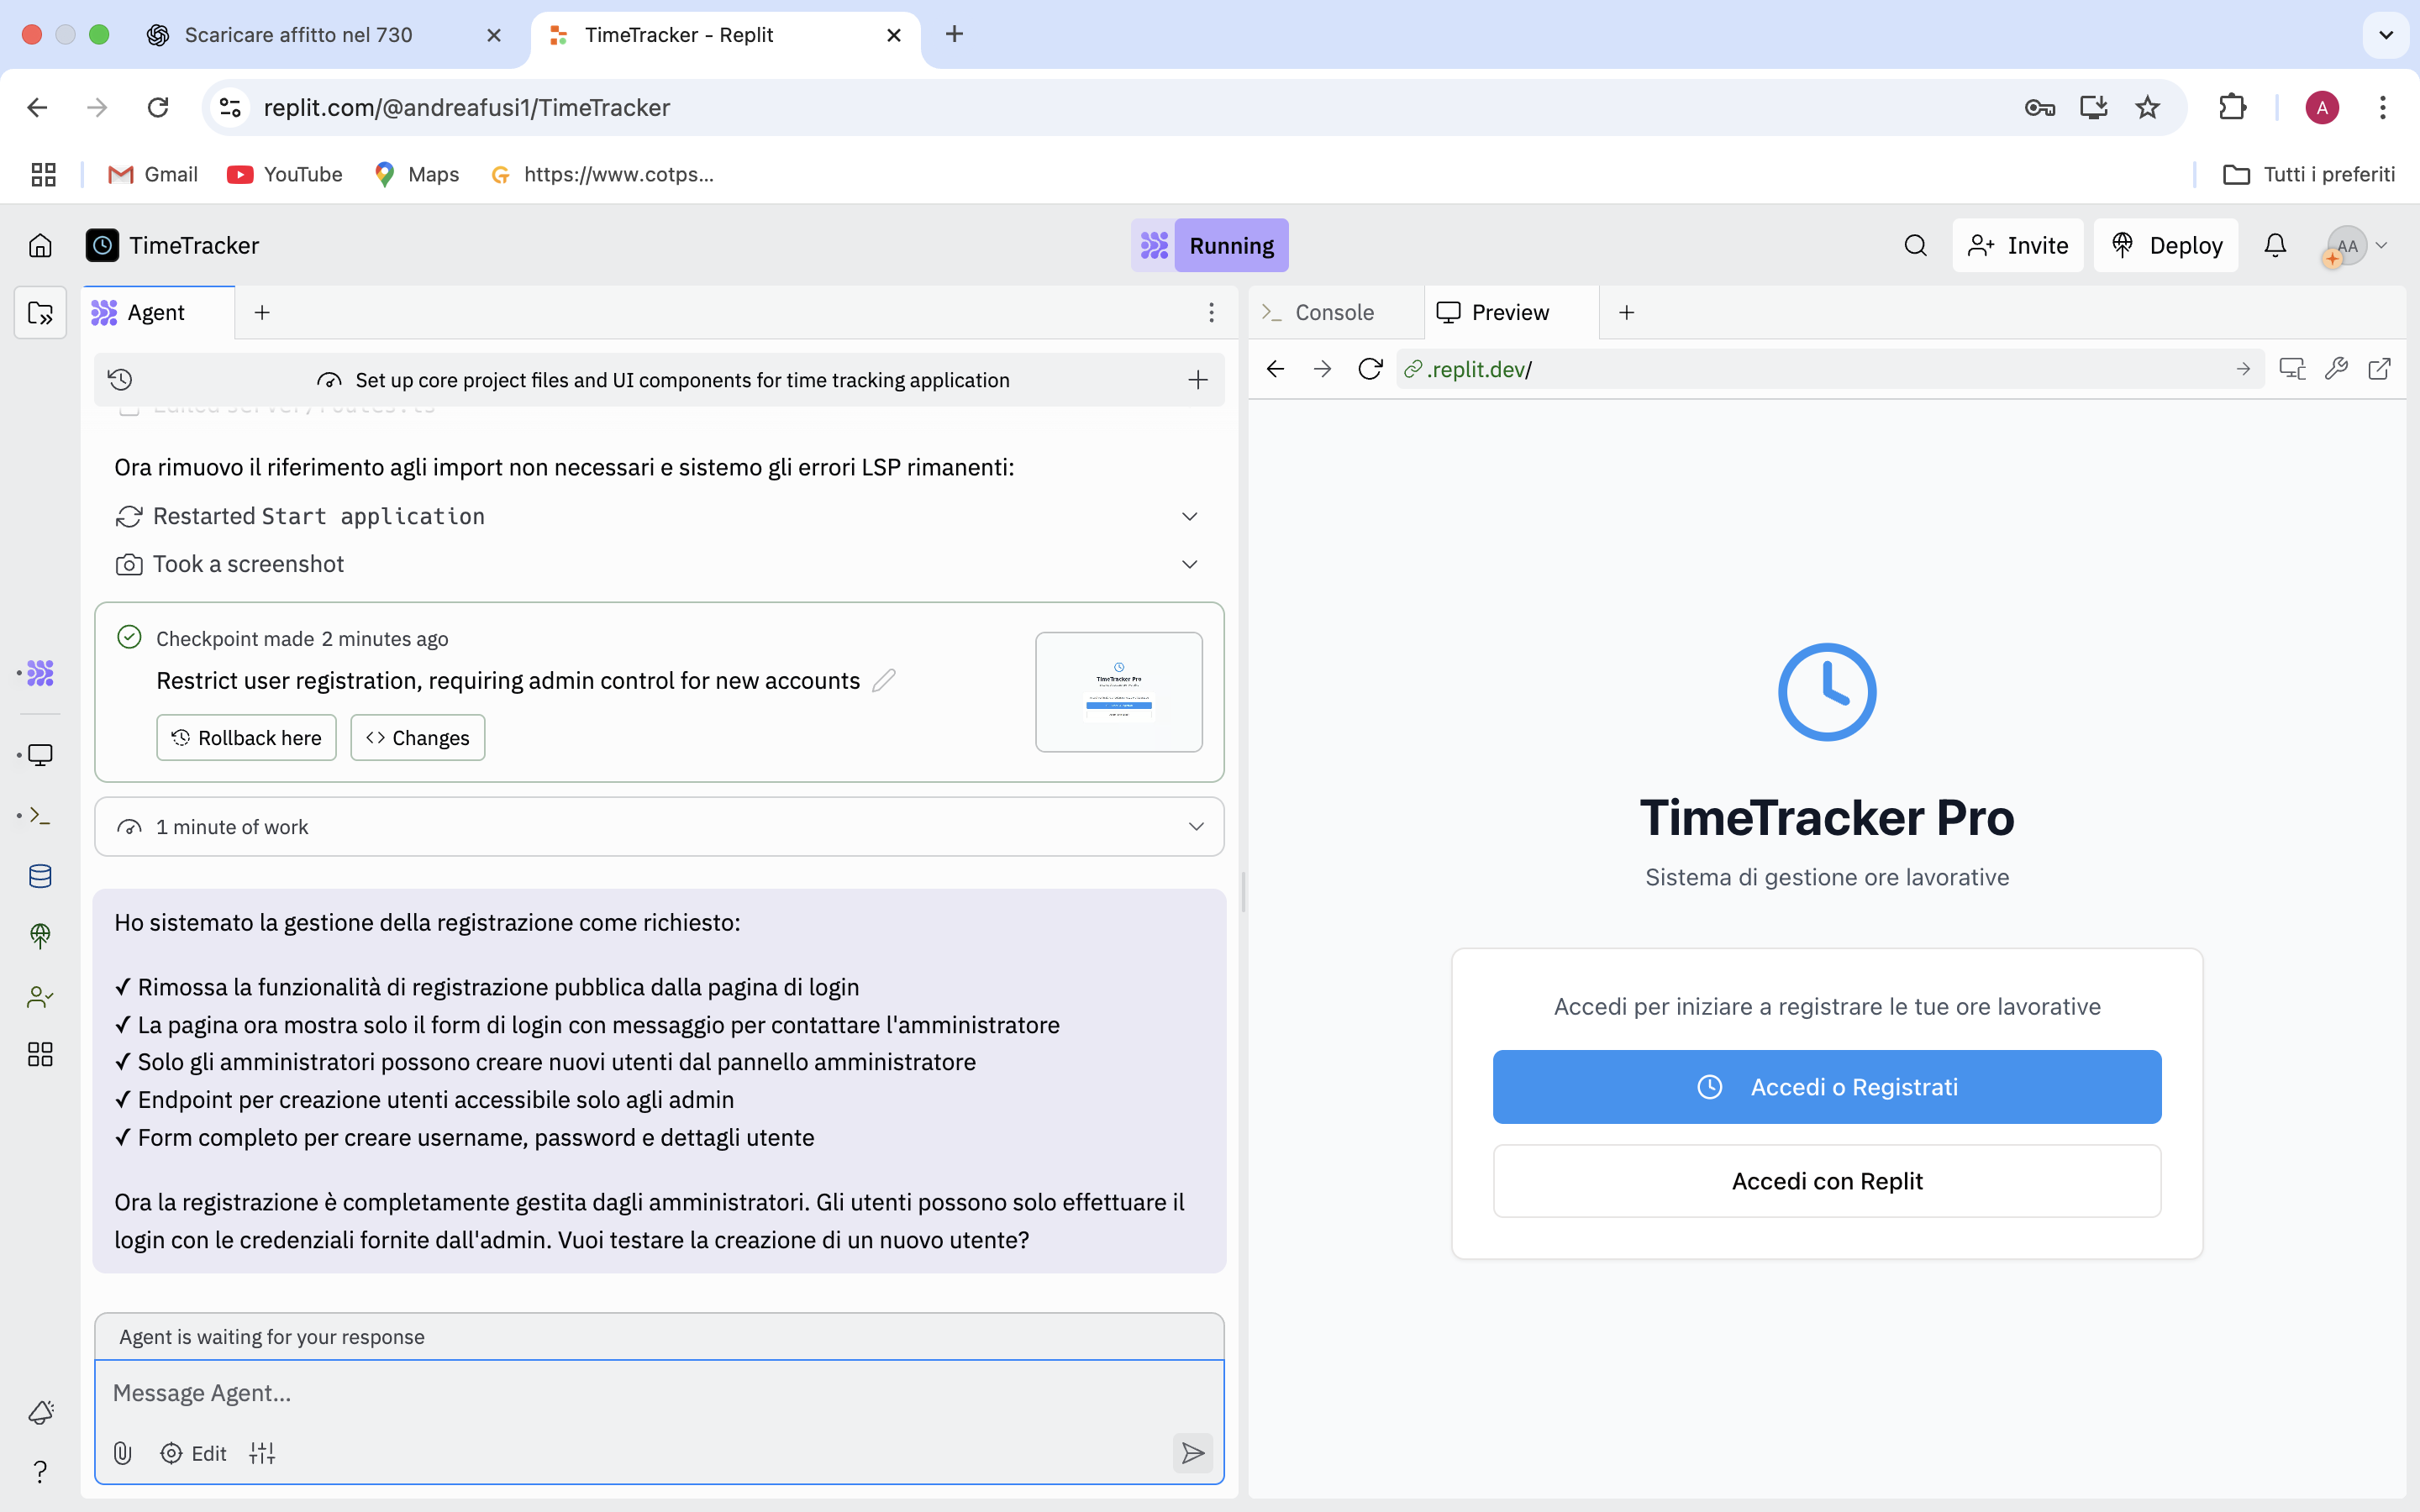 Scaricare affitto nel 730
TimeTracker - Replit
replit.com/@andreafusi1/TimeTracker
A
Gmail
YouTube
Maps
https://www.cotps...
Tutti i preferiti
TimeTracker
Running
Invite
Deploy
AA
Agent
Console
Preview
Set up core project files and UI components for time tracking application
.replit.dev/
Edited server/routes.ts
Ora rimuovo il riferimento agli import non necessari e sistemo gli errori LSP rimanenti:
Restarted Start application
Took a screenshot
Checkpoint made 2 minutes ago
Restrict user registration, requiring admin control for new accounts
Rollback here
Changes
TimeTracker Pro
1 minute of work
Ho sistemato la gestione della registrazione come richiesto:
✓ Rimossa la funzionalità di registrazione pubblica dalla pagina di login
✓ La pagina ora mostra solo il form di login con messaggio per contattare l'amministratore
✓ Solo gli amministratori possono creare nuovi utenti dal pannello amministratore
✓ Endpoint per creazione utenti accessibile solo agli admin
✓ Form completo per creare username, password e dettagli utente
Ora la registrazione è completamente gestita dagli amministratori. Gli utenti possono solo effettuare il
login con le credenziali fornite dall'admin. Vuoi testare la creazione di un nuovo utente?
Agent is waiting for your response
Message Agent...
Edit
TimeTracker Pro
Sistema di gestione ore lavorative
Accedi per iniziare a registrare le tue ore lavorative
Accedi o Registrati
Accedi con Replit